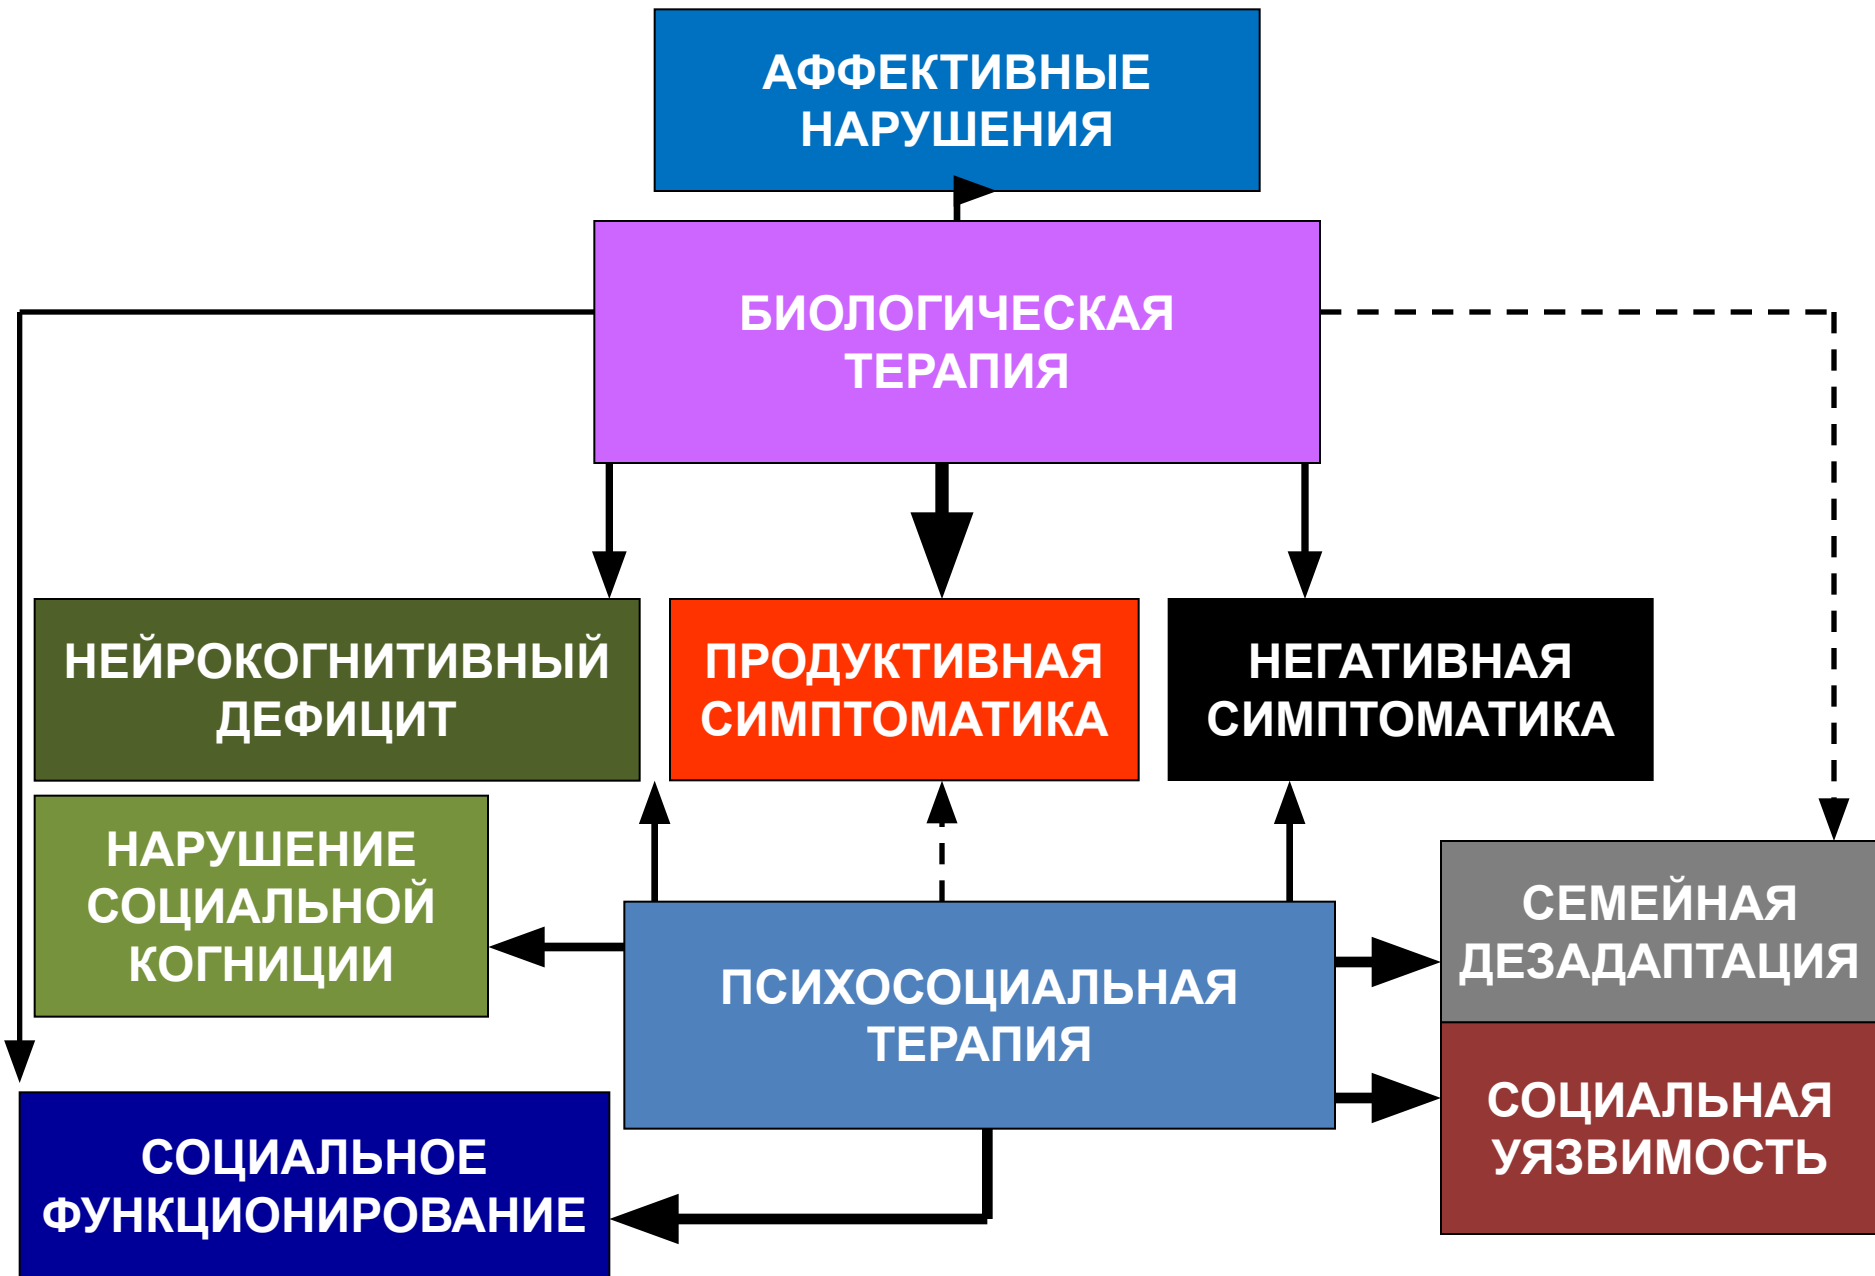 АФФЕКТИВНЫЕ
НАРУШЕНИЯ
БИОЛОГИЧЕСКАЯ
ТЕРАПИЯ
НЕЙРОКОГНИТИВНЫЙ
ДЕФИЦИТ
ПРОДУКТИВНАЯ
СИМПТОМАТИКА
НЕГАТИВНАЯ
СИМПТОМАТИКА
НАРУШЕНИЕ
СОЦИАЛЬНОЙ
КОГНИЦИИ
ПСИХОСОЦИАЛЬНАЯ
ТЕРАПИЯ
СЕМЕЙНАЯ
ДЕЗАДАПТАЦИЯ
СОЦИАЛЬНАЯ
УЯЗВИМОСТЬ
СОЦИАЛЬНОЕ
ФУНКЦИОНИРОВАНИЕ